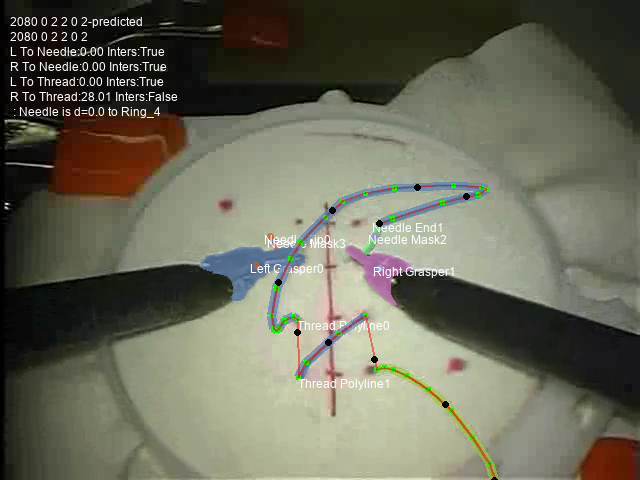 2080 0 2 2 0 2-predicted
2080 0 2 2 0 2
L To Needle:0.00 Inters:True
R To Needle:0.00 Inters:True
L To Thread:0.00 Inters:True
R To Thread:28.01 Inters:False
: Needle is d=0.0 to Ring_4
Needle End1
Needle Mask2
Mask3
Left Grasper0
Right Grasper1
Thread Polyline0
Thread Polyline1